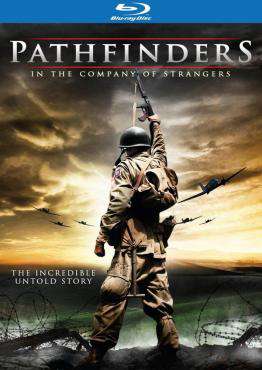 Blu-ray Disc
PATHFINDERS
IN THE COMPANY OF STRANGERS
THE INCREDIBLE
UNTOLD STORY